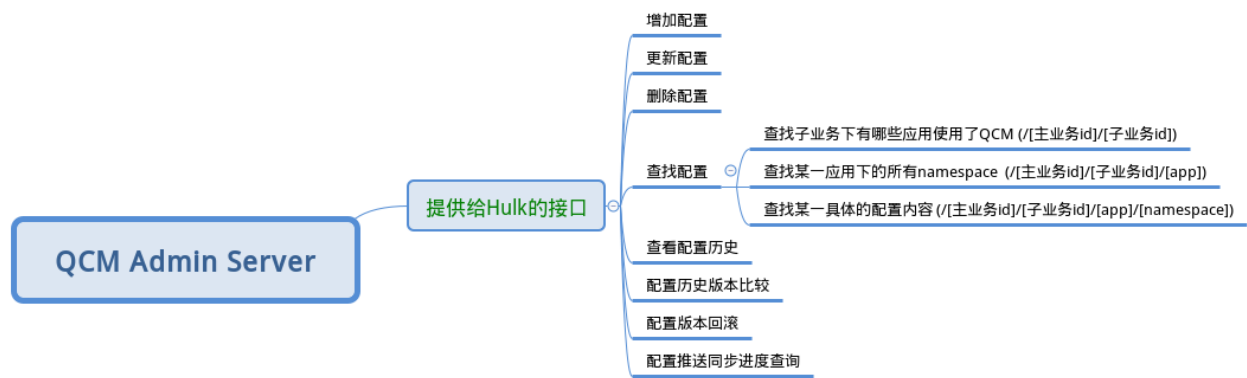 QCM Admin Server
提供给Hulk的接口
增加配置
更新配置
删除配置
查找配置
查找子业务下有哪些应用使用了QCM (/[主业务id]/[子业务id])
查找某一应用下的所有namespace (/[主业务id]/[子业务id]/[app])
查找某一具体的配置内容 (/[主业务id]/[子业务id]/[app]/[namespace])
查看配置历史
配置历史版本比较
配置版本回滚
配置推送同步进度查询